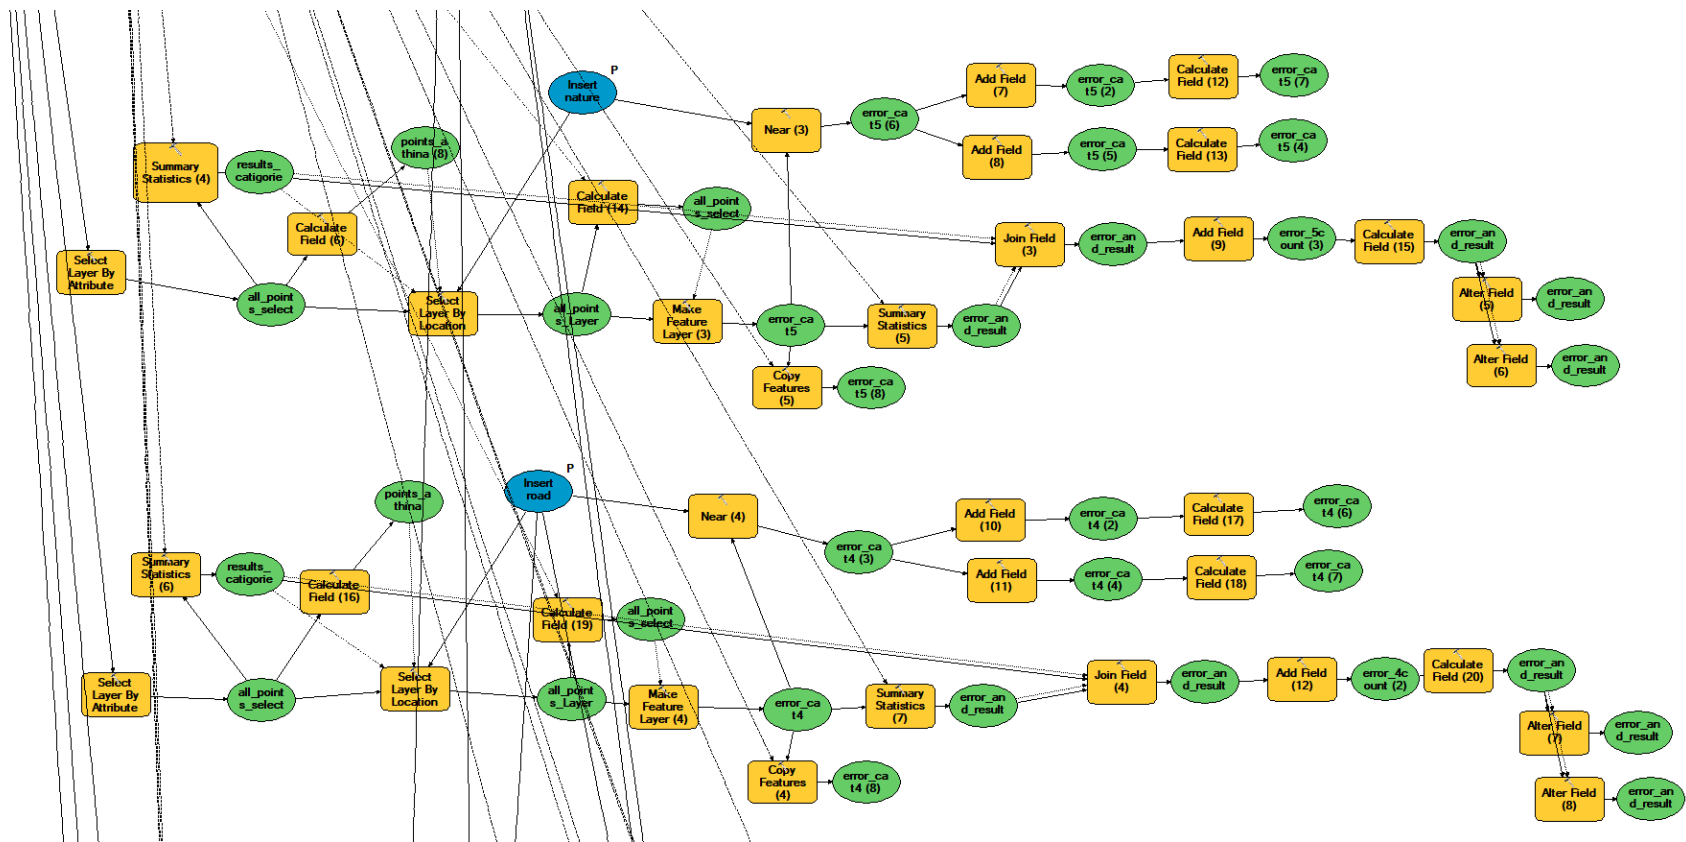 P
Insert
nature
Near (3)
error_ca
t5 (6)
Add Field
(7)
error_ca
t5 (2)
Calculate
Field (12)
error_ca
t5 (7)
Add Field
(8)
error_ca
t5 (5)
Calculate
Field (13)
error_ca
t5 (4)
Summary
Statistics (4)
results_
catigorie
points_a
thina (8)
Calculate
Field (6)
Calculate
Field (14)
all_point
s_select
Join Field
(3)
error_an
d_result
Add Field
(9)
error_5c
ount (3)
Calculate
Field (15)
error_an
d_result
Select
Layer By
Attribute
all_point
s_select
Select
Layer By
Location
all_point
s_Layer
Make
Feature
Layer (3)
error_ca
t5
Summary
Statistics
(5)
error_an
d_result
Alter Field
(5)
error_an
d_result
Alter Field
(6)
error_an
d_result
Copy
Features
(5)
error_ca
t5 (8)
P
Insert
road
points_a
thina
Near (4)
error_ca
t4 (3)
Add Field
(10)
error_ca
t4 (2)
Calculate
Field (17)
error_ca
t4 (6)
Add Field
(11)
error_ca
t4 (4)
Calculate
Field (18)
error_ca
t4 (7)
Summary
Statistics
(6)
results_
catigorie
Calculate
Field (16)
Calculate
Field (19)
all_point
s_select
Select
Layer By
Attribute
all_point
s_select
Select
Layer By
Location
all_point
s_Layer
Make
Feature
Layer (4)
error_ca
t4
Summary
Statistics
(7)
error_an
d_result
Join Field
(4)
error_an
d_result
Add Field
(12)
error_4c
ount (2)
Calculate
Field (20)
error_an
d_result
Alter Field
(7)
error_an
d_result
Alter Field
(8)
error_an
d_result
Copy
Features
(4)
error_ca
t4 (8)